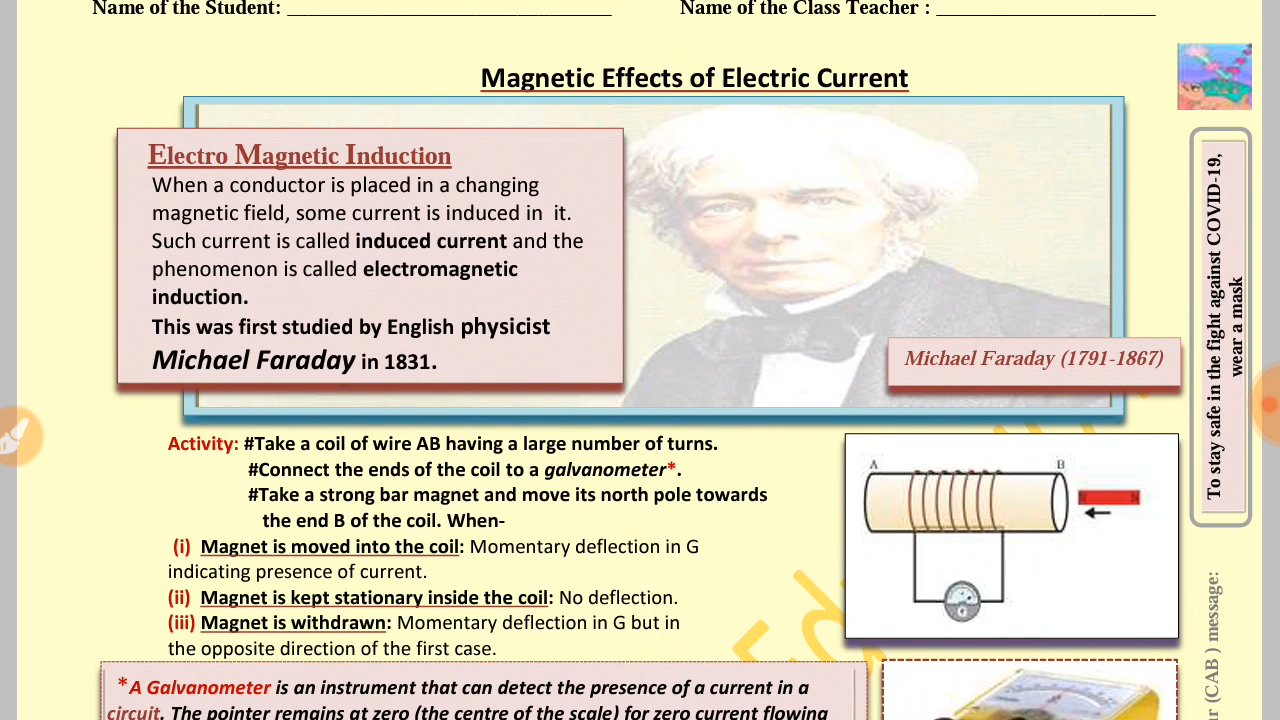 Name of the Student: ______________________________ Name of the Class Teacher : ____________________
Magnetic Effects of Electric Current
Electro Magnetic Induction
When a conductor is placed in a changing
magnetic field, some current is induced in it.
Such current is called induced current and the
phenomenon is called electromagnetic
induction.
This was first studied by English physicist
Michael Faraday in 1831.
Michael Faraday (1791-1867)
To stay safe in the fight against COVID-19,
wear a mask
Activity: #Take a coil of wire AB having a large number of turns.
#Connect the ends of the coil to a galvanometer*.
#Take a strong bar magnet and move its north pole towards
the end B of the coil. When-
(i) Magnet is moved into the coil: Momentary deflection in G
indicating presence of current.
(ii) Magnet is kept stationary inside the coil: No deflection.
(iii) Magnet is withdrawn: Momentary deflection in G but in
the opposite direction of the first case.
A B
G
(CAB ) message:
*A Galvanometer is an instrument that can detect the presence of a current in a
circuit. The pointer remains at zero (the centre of the scale) for zero current flowing